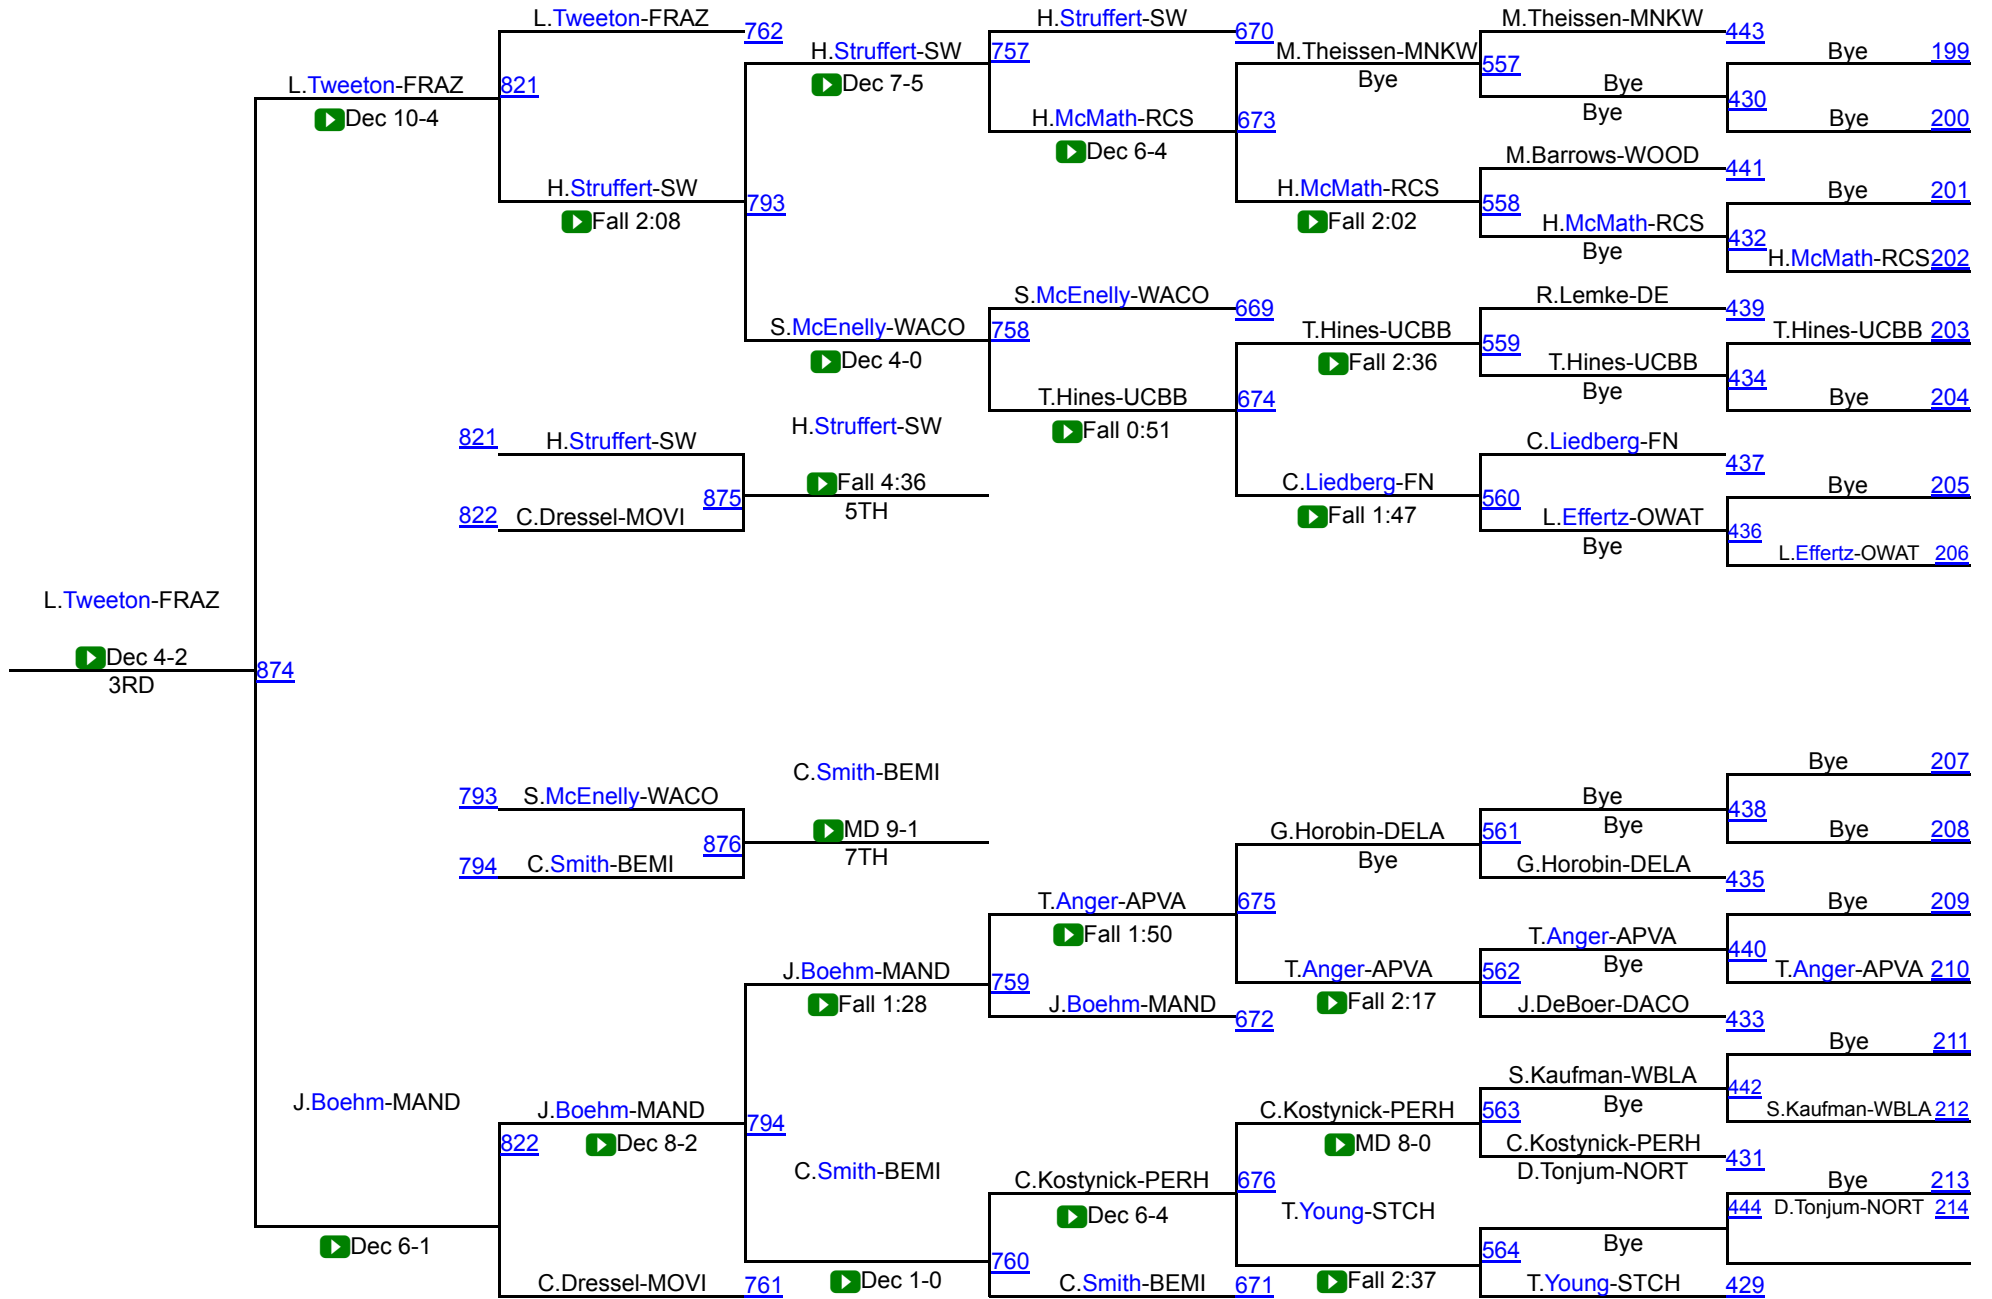 L.Tweeton-FRAZ
H.Struffert-SW
M.Theissen-MNKW
762
670
443
H.Struffert-SW
757
M.Theissen-MNKW
557
Bye
199
L.Tweeton-FRAZ
821
Dec 7-5
Bye
Bye
430
Dec 10-4
H.McMath-RCS
673
Bye
Bye
200
Dec 6-4
M.Barrows-WOOD
441
H.Struffert-SW
793
H.McMath-RCS
558
Bye
201
Fall 2:08
Fall 2:02
H.McMath-RCS
432
Bye
H.McMath-RCS
202
S.McEnelly-WACO
669
R.Lemke-DE
439
S.McEnelly-WACO
758
T.Hines-UCBB
559
T.Hines-UCBB
203
Dec 4-0
Fall 2:36
T.Hines-UCBB
434
T.Hines-UCBB
674
Bye
Bye
204
H.Struffert-SW
Fall 0:51
821
H.Struffert-SW
C.Liedberg-FN
437
Fall 4:36
C.Liedberg-FN
560
Bye
205
875
5TH
822
C.Dressel-MOVI
Fall 1:47
L.Effertz-OWAT
436
Bye
L.Effertz-OWAT
206
L.Tweeton-FRAZ
Dec 4-2
874
3RD
C.Smith-BEMI
Bye
207
793
S.McEnelly-WACO
Bye
438
MD 9-1
G.Horobin-DELA
561
Bye
Bye
208
876
7TH
Bye
794
C.Smith-BEMI
G.Horobin-DELA
435
T.Anger-APVA
675
Bye
209
Fall 1:50
T.Anger-APVA
440
J.Boehm-MAND
759
T.Anger-APVA
562
Bye
T.Anger-APVA
210
Fall 1:28
J.Boehm-MAND
672
Fall 2:17
J.DeBoer-DACO
433
Bye
211
S.Kaufman-WBLA
442
J.Boehm-MAND
J.Boehm-MAND
794
C.Kostynick-PERH
563
Bye
S.Kaufman-WBLA
212
822
Dec 8-2
MD 8-0
C.Kostynick-PERH
431
C.Smith-BEMI
C.Kostynick-PERH
676
D.Tonjum-NORT
Bye
213
Dec 6-4
T.Young-STCH
444
D.Tonjum-NORT
214
Dec 6-1
564
Bye
760
C.Dressel-MOVI
761
Dec 1-0
C.Smith-BEMI
671
Fall 2:37
T.Young-STCH
429